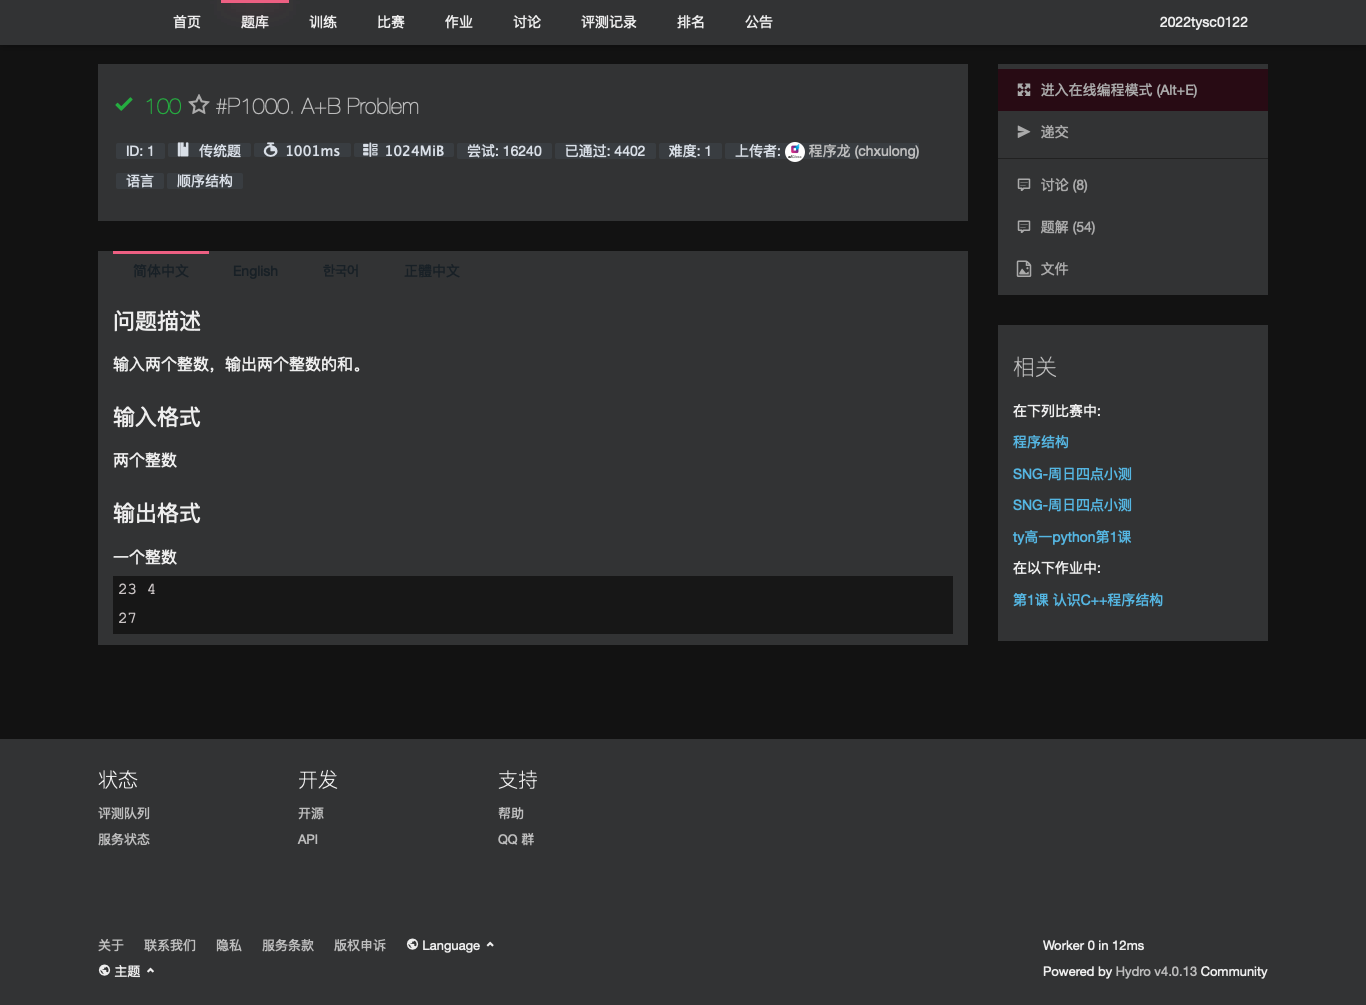 首页 题库 训练 比赛 作业 讨论 评测记录 排名 公告 2022tysc0122
100 #P1000. A+B Problem
ID: 1 传统题 1001ms 1024MiB 尝试: 16240 已通过: 4402 难度: 1 上传者: 程序龙 (chxulong)
语言 顺序结构
简体中文 English 한국어 正體中文
问题描述
输入两个整数，输出两个整数的和。
输入格式
两个整数
输出格式
一个整数
23 4
27
进入在线编程模式 (Alt+E)
递交
讨论 (8)
题解 (54)
文件
相关
在下列比赛中:
程序结构
SNG-周日四点小测
SNG-周日四点小测
ty高一python第1课
在以下作业中:
第1课 认识C++程序结构
状态
评测队列
服务状态
开发
开源
API
支持
帮助
QQ 群
关于 联系我们 隐私 服务条款 版权申诉 Language
主题
Worker 0 in 12ms
Powered by Hydro v4.0.13 Community